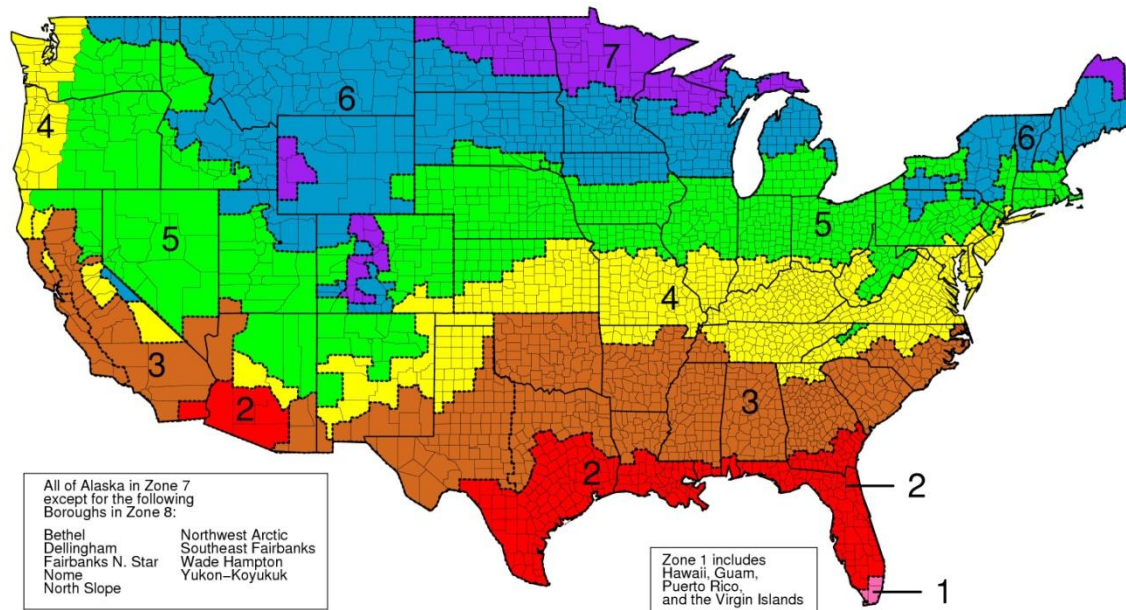 7
6
4
6
5
5
4
3
3
2
2
2
1
All of Alaska in Zone 7
except for the following
Boroughs in Zone 8:
Bethel Northwest Arctic
Dellingham Southeast Fairbanks
Fairbanks N. Star Wade Hampton
Nome Yukon-Koyukuk
North Slope
Zone 1 includes
Hawaii, Guam,
Puerto Rico,
and the Virgin Islands